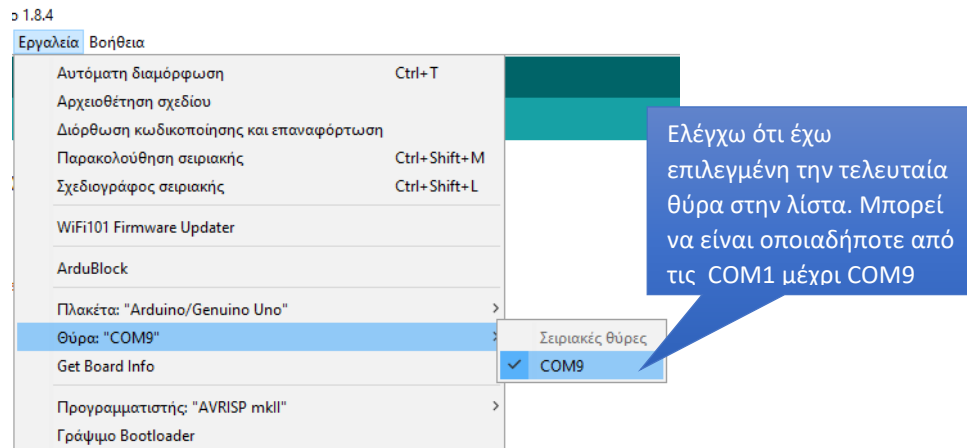 ο 1.8.4
Εργαλεία Βοήθεια
Αυτόματη διαμόρφωση Ctrl+T
Αρχειοθέτηση σχεδίου
Διόρθωση κωδικοποίησης και επαναφόρτωση
Παρακολούθηση σειριακής Ctrl+Shift+M
Σχεδιογράφος σειριακής Ctrl+Shift+L
WiFi101 Firmware Updater
ArduBlock
Πλακέτα: "Arduino/Genuino Uno"
Θύρα: "COM9"
Get Board Info
Προγραμματιστής: "AVRISP mkII"
Γράψιμο Bootloader
Σειριακές θύρες
COM9
Ελέγχω ότι έχω
επιλεγμένη την τελευταία
θύρα στην λίστα. Μπορεί
να είναι οποιαδήποτε από
τις COM1 μέχρι COM9